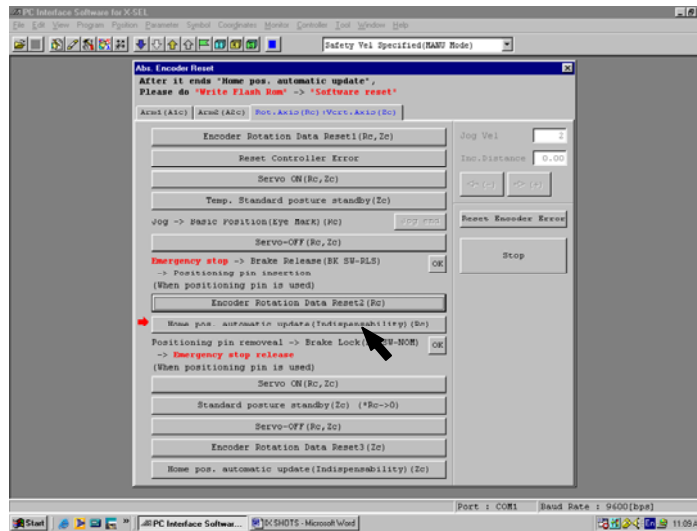 PC Interface Software for X-SEL
File Edit View Program Position Parameter Symbol Coordinates Monitor Controller Tool Window Help
Safety Vel Specified(MANU Mode)
Abs. Encoder Reset
After it ends "Home pos. automatic update",
Please do "Write Flash Rom" -> "Software reset"
Arm1(A1c) Arm2(A2c) Rot.Axis(Rc)+Vert.Axis(Zc)
Encoder Rotation Data Reset1(Rc,Zc)
Reset Controller Error
Servo ON(Rc,Zc)
Temp. Standard posture standby(Zc)
Jog -> Basic Position(Eye Mark)(Rc) Jog end
Servo-OFF(Rc,Zc)
Emergency stop -> Brake Release(BK SW-RLS)
-> Positioning pin insertion
(When positioning pin is used)
OK
Encoder Rotation Data Reset2(Rc)
Home pos. automatic update(Indispensability)(Rc)
Positioning pin removeal -> Brake Lock( SW-NOM)
-> Emergency stop release
(When positioning pin is used)
OK
Servo ON(Rc,Zc)
Standard posture standby(Zc) (*Rc->0)
Servo-OFF(Rc,Zc)
Encoder Rotation Data Reset3(Zc)
Home pos. automatic update(Indispensability)(Zc)
Jog Vel 2
Inc.Distance 0.00
(-) (+)
Reset Encoder Error
Stop
Port : COM1 Baud Rate : 9600[bps]
Start
PC Interface Softwar...
IX SHOTS - Microsoft Word
11:09 A